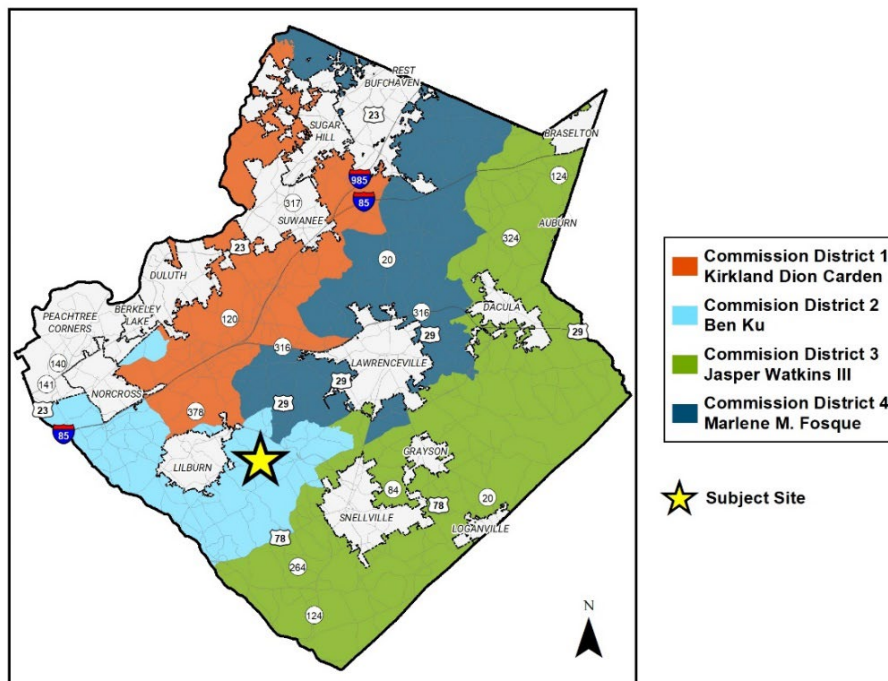 REST
BUFCHAVEN
23
SUGAR
HILL
BRASELTON
985
124
85
317
SUWANEE
AUBURN
324
23
20
DULUTH
BERKELEY
LAKE
PEACHTREE
CORNERS
120
316
DACULA
29
316
29
LAWRENCEVILLE
140
141
NORCROSS
29
23
378
29
85
GRAYSON
LILBURN
84
20
78
SNELLVILLE
LOGANVILLE
78
264
124
N
Commission District 1
Kirkland Dion Carden
Commision District 2
Ben Ku
Commission District 3
Jasper Watkins III
Commission District 4
Marlene M. Fosque
Subject Site